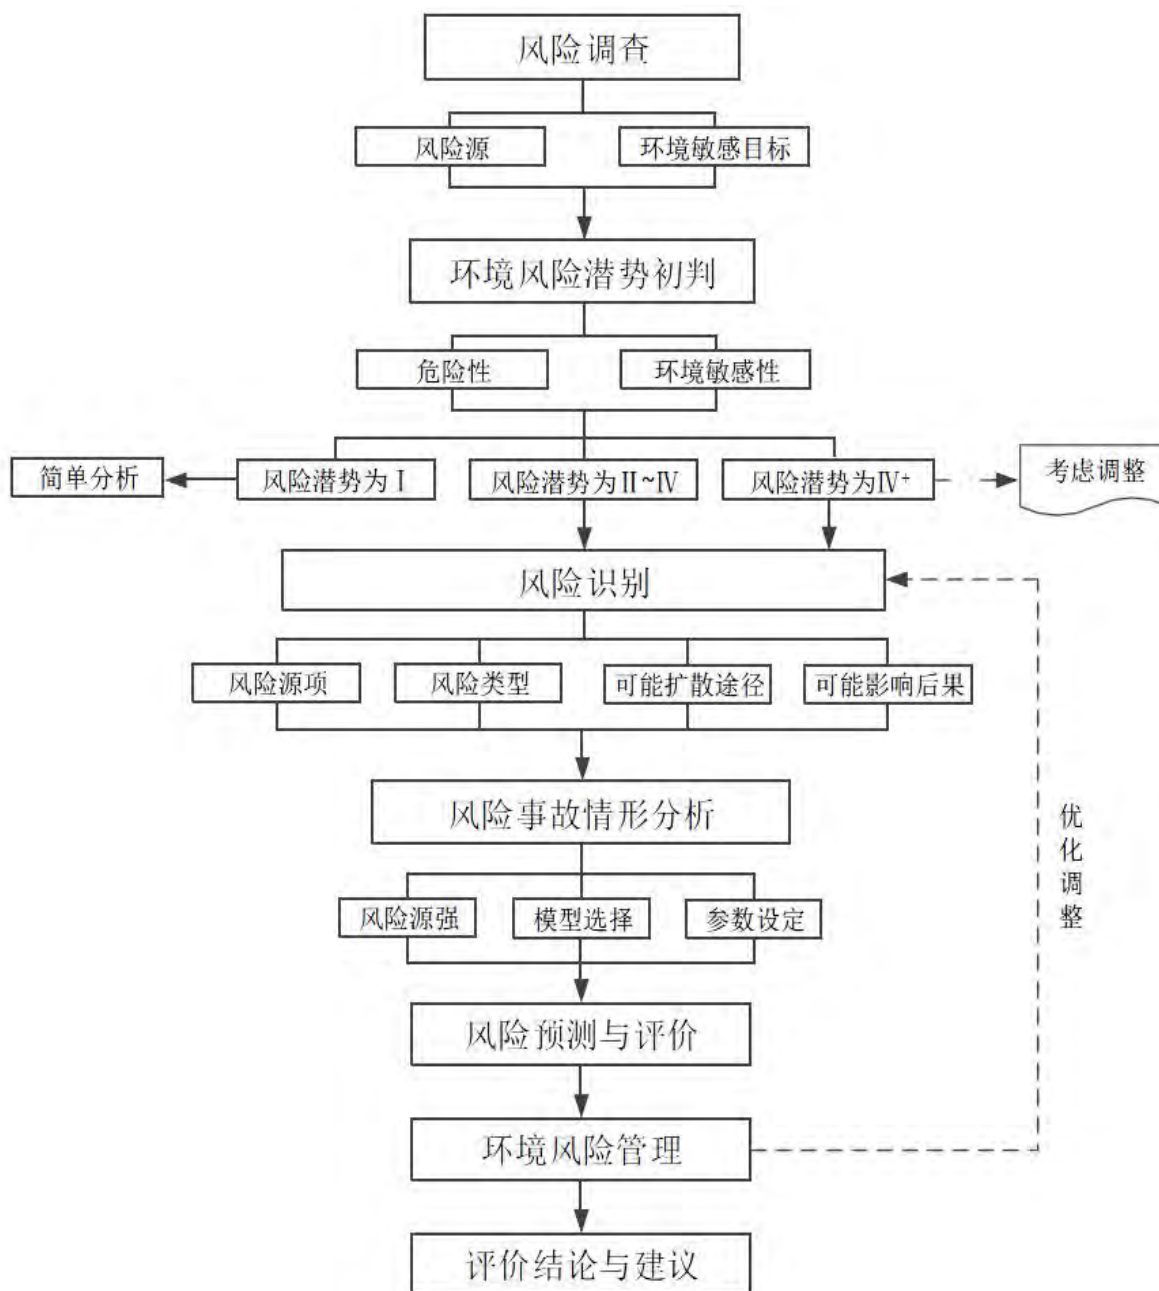 风险调查
风险源
环境敏感目标
环境风险潜势初判
危险性
环境敏感性
简单分析
风险潜势为Ⅰ
风险潜势为Ⅱ~Ⅳ
风险潜势为Ⅳ+
考虑调整
风险识别
风险源项
风险类型
可能扩散途径
可能影响后果
风险事故情形分析
优化调整
风险源强
模型选择
参数设定
风险预测与评价
环境风险管理
评价结论与建议